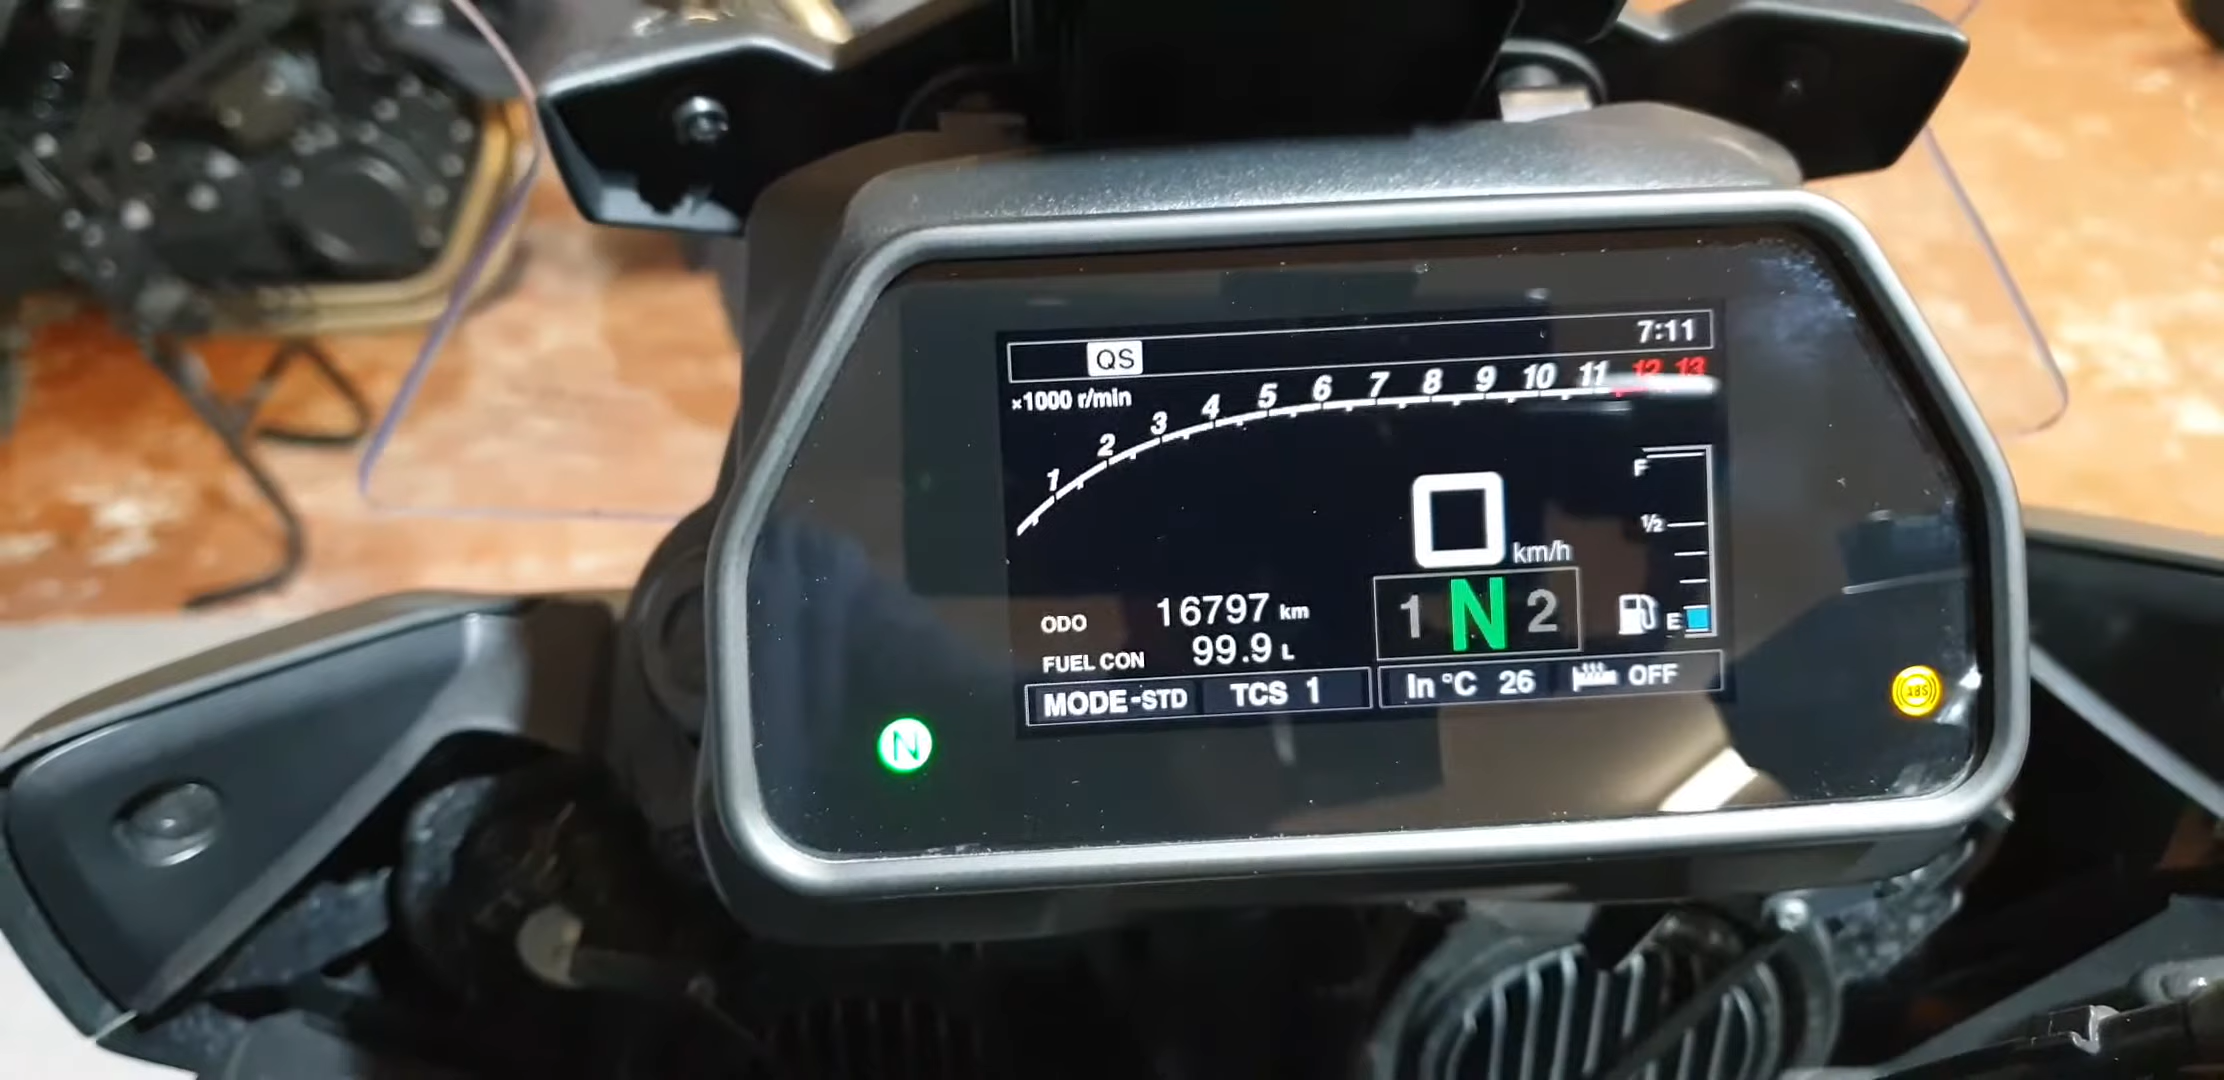 QS 7:11
×1000 r/min
1 2 3 4 5 6 7 8 9 10 11 12 13
F
0 km/h
1/2
ODO 16797 km
1 N 2
E
FUEL CON 99.9 L
MODE-STD TCS 1
In °C 26 OFF
N
ABS